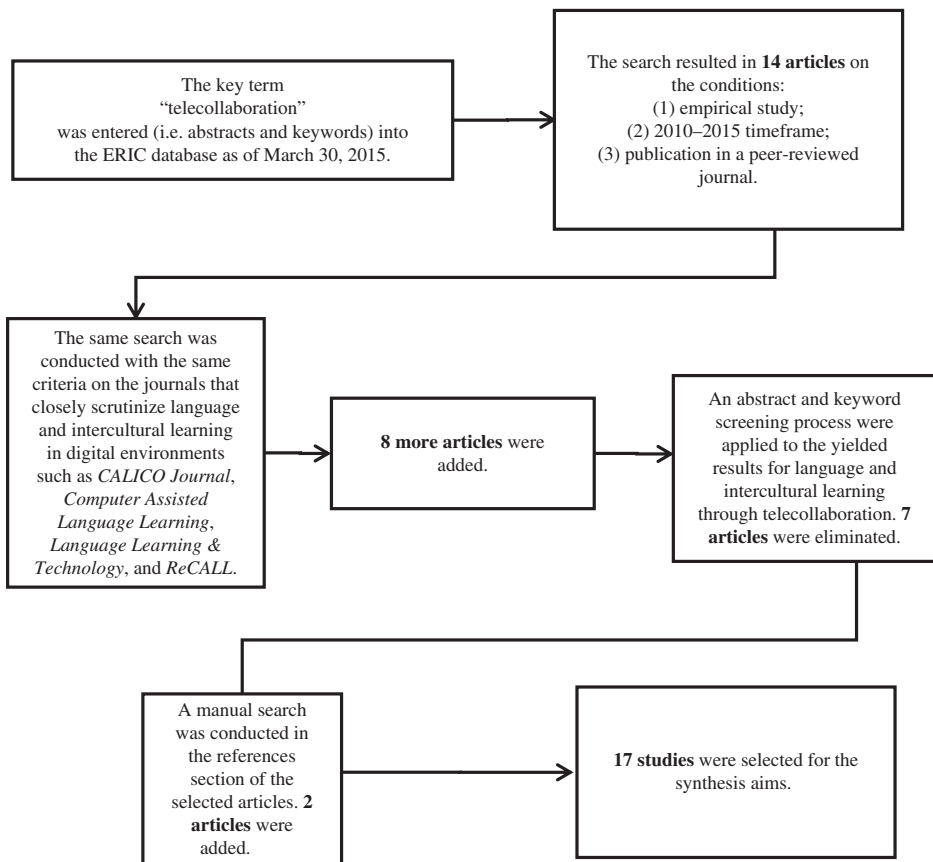 The key term
“telecollaboration”
was entered (i.e. abstracts and keywords) into
the ERIC database as of March 30, 2015.
The search resulted in 14 articles on
the conditions:
(1) empirical study;
(2) 2010–2015 timeframe;
(3) publication in a peer-reviewed
journal.
The same search was
conducted with the same
criteria on the journals that
closely scrutinize language
and intercultural learning
in digital environments
such as CALICO Journal,
Computer Assisted
Language Learning,
Language Learning &
Technology, and ReCALL.
8 more articles were
added.
An abstract and keyword
screening process were
applied to the yielded
results for language and
intercultural learning
through telecollaboration. 7
articles were eliminated.
A manual search
was conducted in
the references
section of the
selected articles. 2
articles were
added.
17 studies were selected for the
synthesis aims.